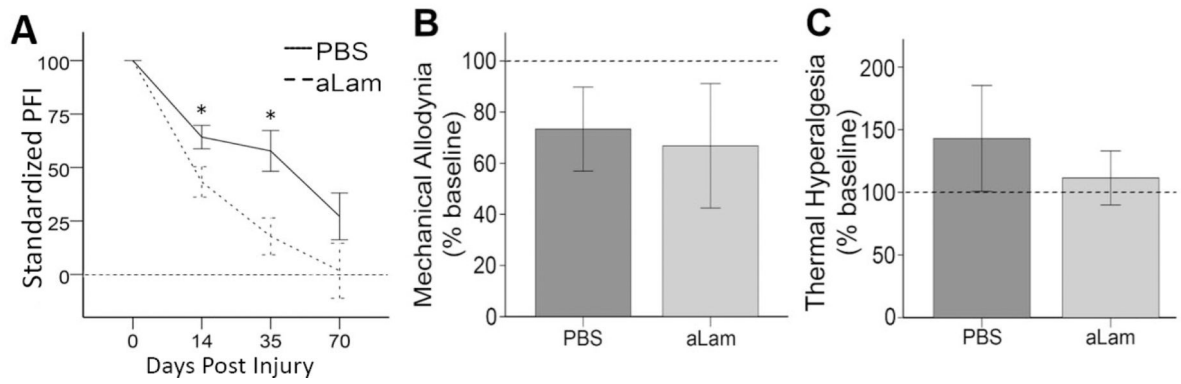 A
Standardized PFI
100
75
50
25
0
* *
PBS
aLam
0 14 35 70
Days Post Injury
B
Mechanical Allodynia
(% baseline)
100
80
60
40
20
0
PBS aLam
C
Thermal Hyperalgesia
(% baseline)
200
150
100
50
0
PBS aLam